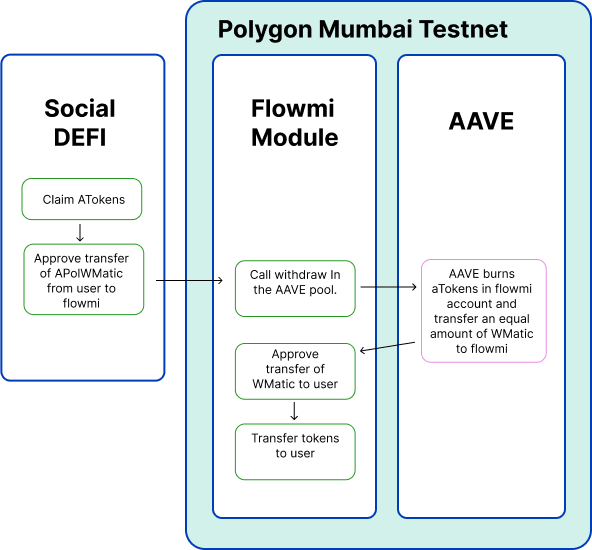 Polygon Mumbai Testnet
Social
DEFI
Claim ATokens
Approve transfer
of APolWMatic
from user to
flowmi
Flowmi
Module
Call withdraw In
the AAVE pool.
Approve
transfer of
WMatic to user
Transfer tokens
to user
AAVE
AAVE burns
aTokens in flowmi
account and
transfer an equal
amount of WMatic
to flowmi